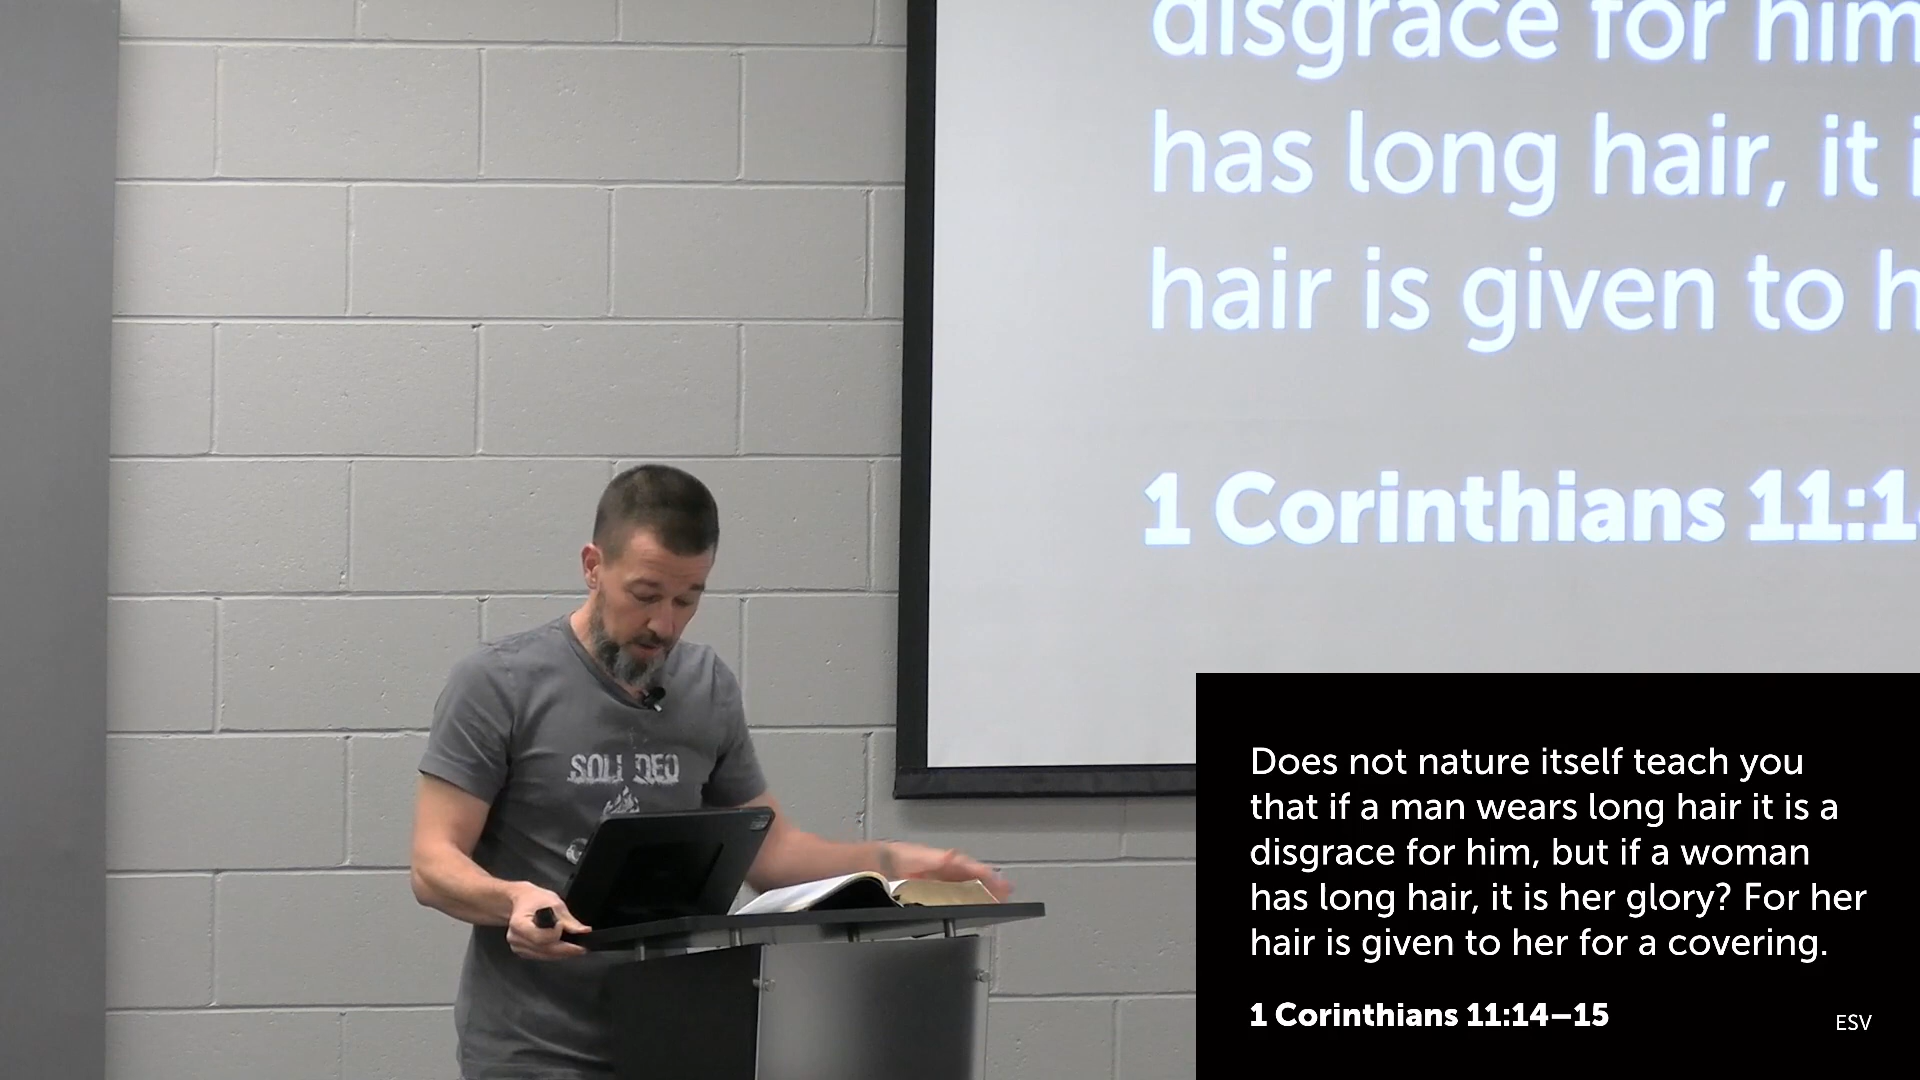 disgrace for him
has long hair, it i
hair is given to h
1 Corinthians 11:1
SOLI DEO
Does not nature itself teach you
that if a man wears long hair it is a
disgrace for him, but if a woman
has long hair, it is her glory? For her
hair is given to her for a covering.
1 Corinthians 11:14–15
ESV